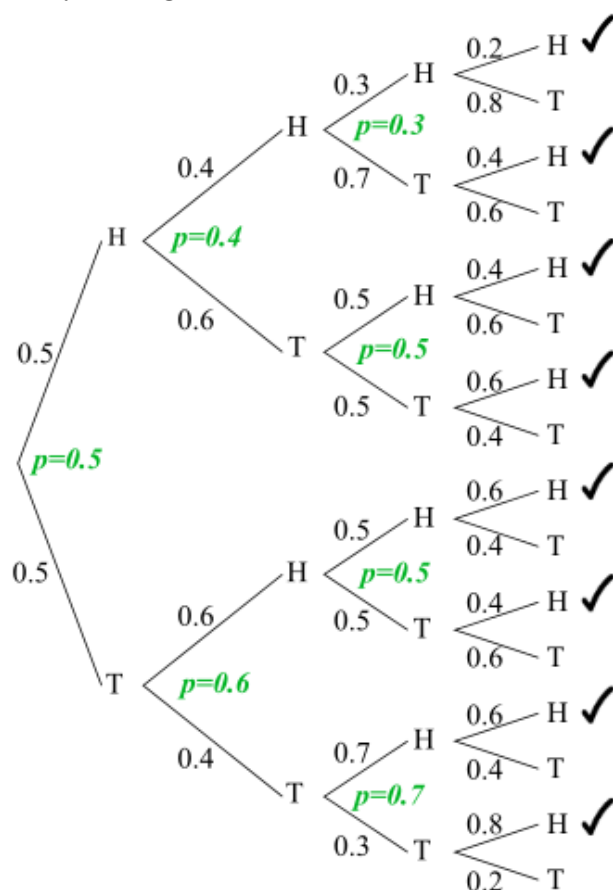 0.2 H
0.3 H
0.8 T
H p=0.3
0.4 0.4 H
0.7 T
0.6 T
H p=0.4
0.5 H 0.4 H
0.6 0.6 T
T p=0.5
0.5 0.6 H
0.5 T
0.4 T
p=0.5
0.6 H
0.5 H
0.4 T
0.5 H p=0.5
0.6 0.5 0.4 H
T
0.6 T
T p=0.6
0.6 H
0.4 0.7 H
0.4 T
T p=0.7
0.3 0.8 H
T
0.2 T